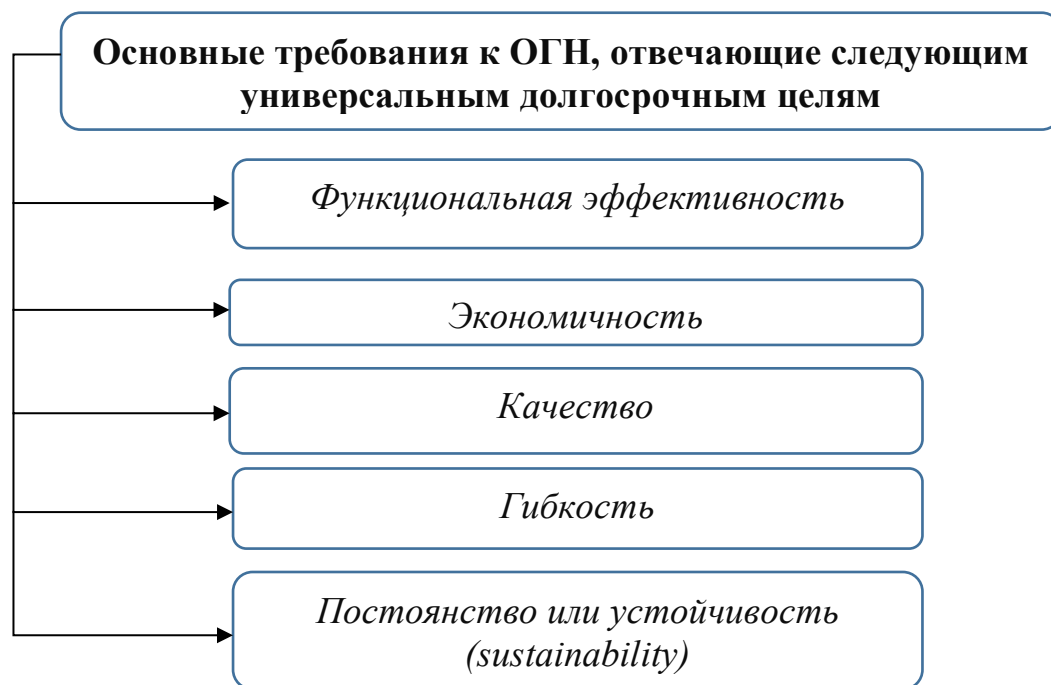 Основные требования к ОГН, отвечающие следующим
универсальным долгосрочным целям
Функциональная эффективность
Экономичность
Качество
Гибкость
Постоянство или устойчивость
(sustainability)